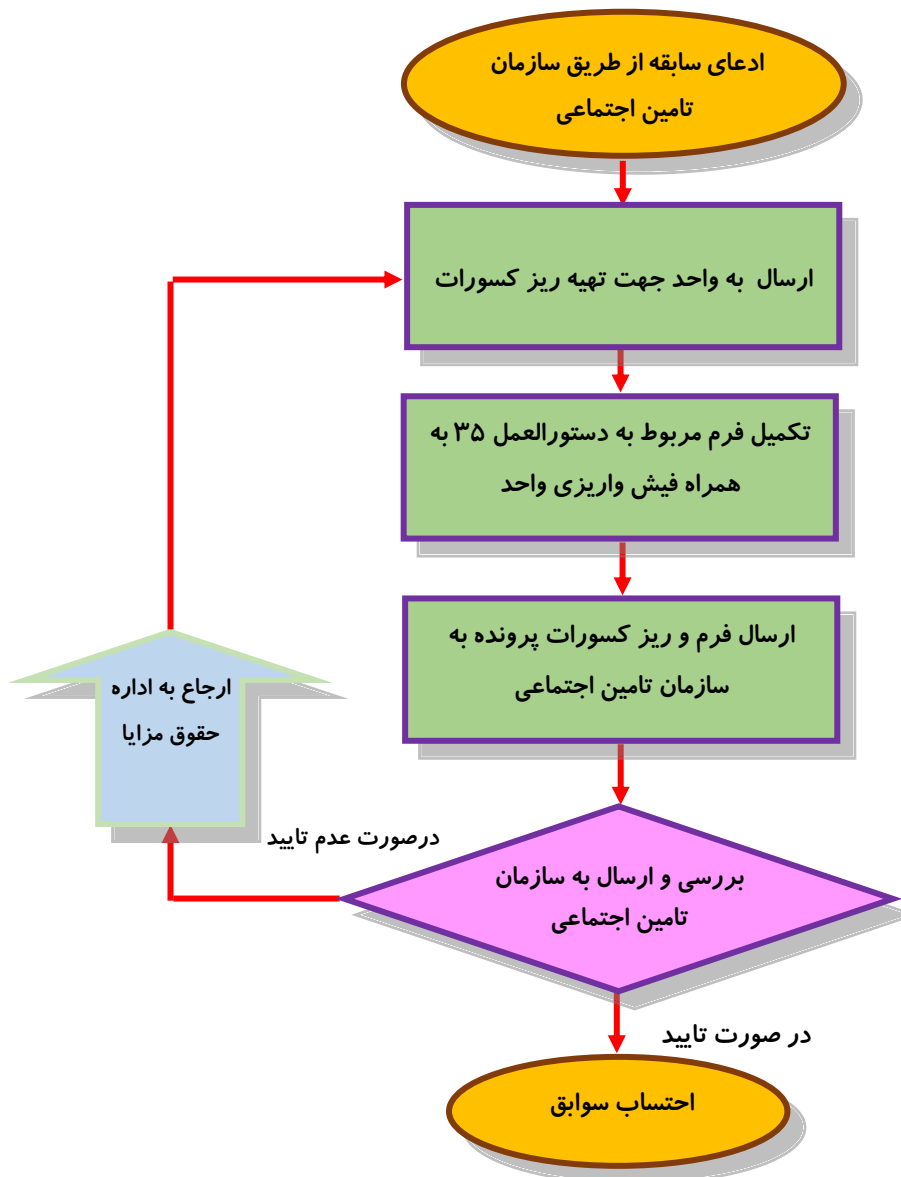 ادعای سابقه از طریق سازمان
تامین اجتماعی
ارسال به واحد جهت تهیه ریز کسورات
تکمیل فرم مربوط به دستورالعمل ۳۵ به
همراه فیش واریزی واحد
ارسال فرم و ریز کسورات پرونده به
سازمان تامین اجتماعی
ارجاع به اداره
حقوق مزایا
درصورت عدم تایید
بررسی و ارسال به سازمان
تامین اجتماعی
در صورت تایید
احتساب سوابق